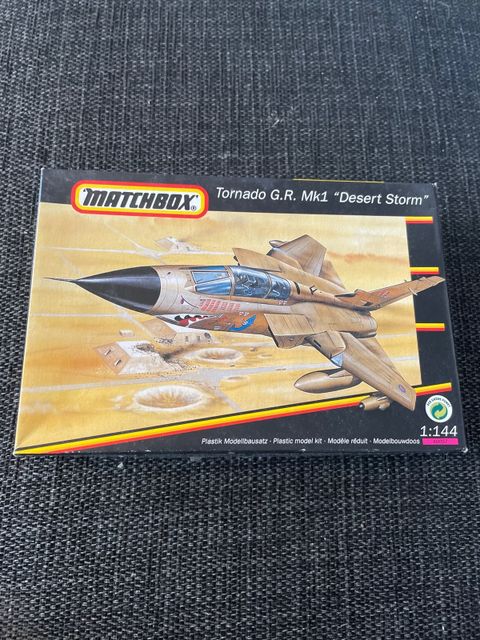 MATCHBOX
Tornado G.R. Mk1 "Desert Storm"
Plastik Modellbausatz · Plastic model kit · Modèle réduit · Modelbouwdoos
1:144